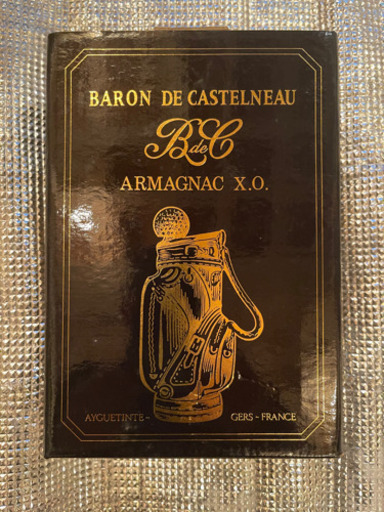 BARON DE CASTELNEAU
BdeC
ARMAGNAC X.O.
AYGUETINTE - GERS - FRANCE